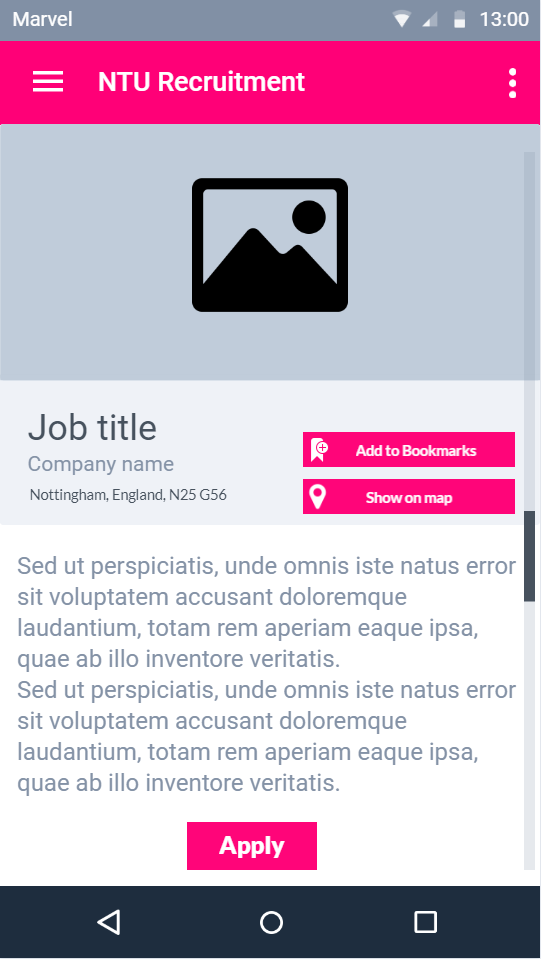 Marvel 13:00
NTU Recruitment
Job title
Company name
Nottingham, England, N25 G56
Add to Bookmarks
Show on map
Sed ut perspiciatis, unde omnis iste natus error
sit voluptatem accusant doloremque
laudantium, totam rem aperiam eaque ipsa,
quae ab illo inventore veritatis.
Sed ut perspiciatis, unde omnis iste natus error
sit voluptatem accusant doloremque
laudantium, totam rem aperiam eaque ipsa,
quae ab illo inventore veritatis.
Apply